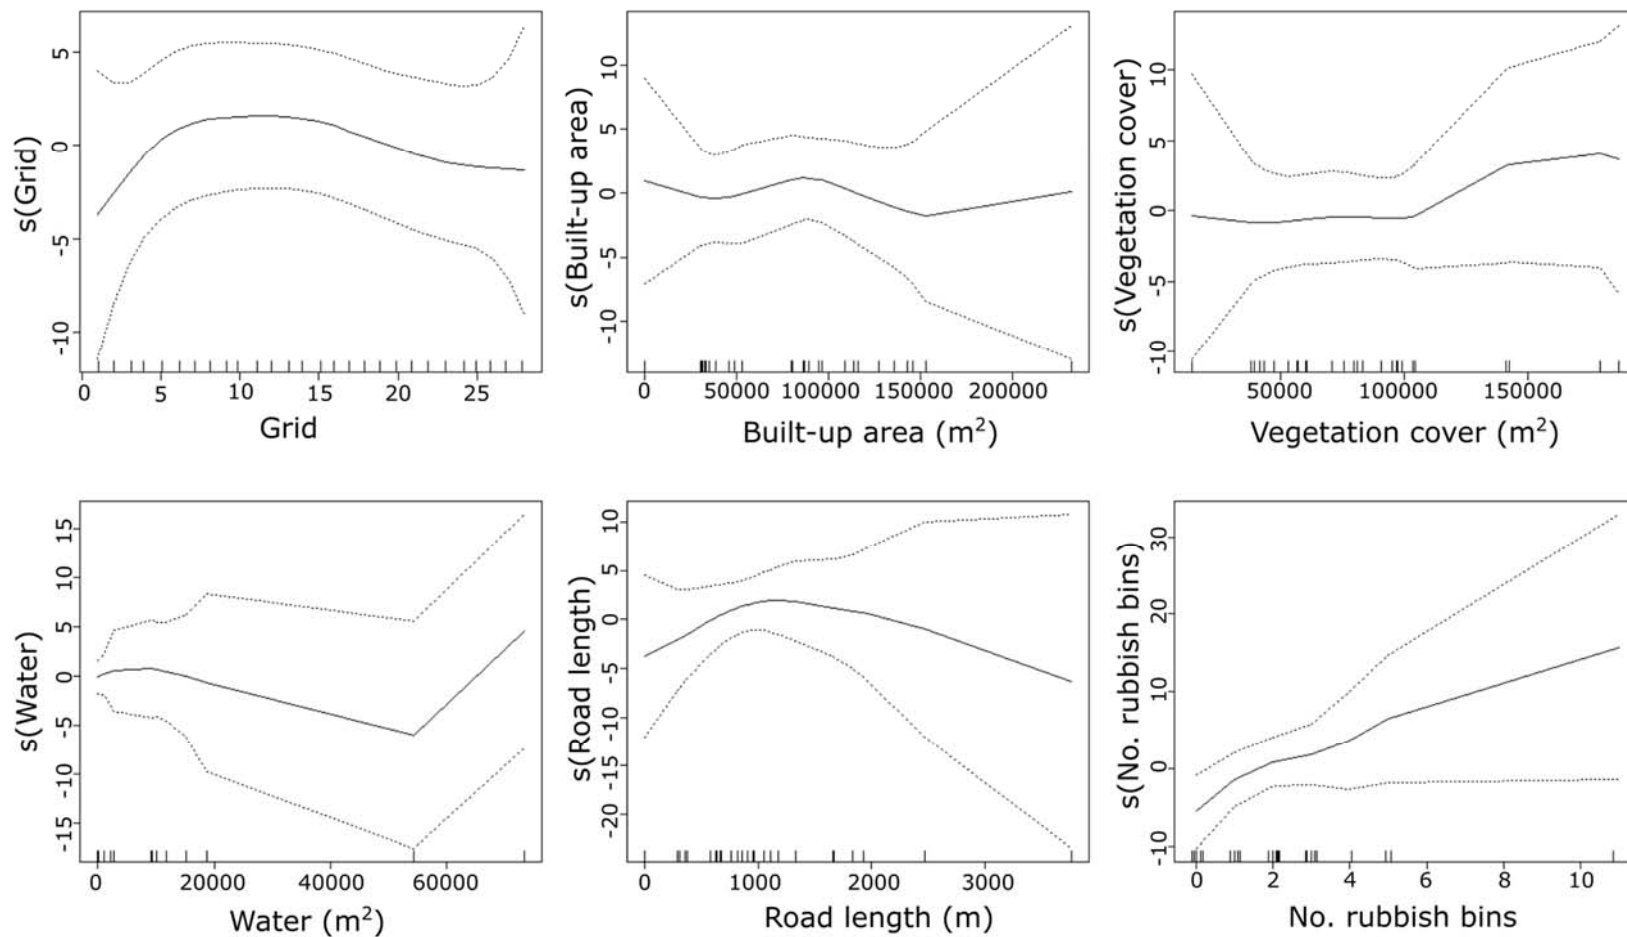 s(Grid)
5
0
-5
-10
0 5 10 15 20 25
Grid
s(Built-up area)
10
5
0
-5
-10
0 50000 100000 150000 200000
Built-up area (m²)
s(Vegetation cover)
10
5
0
-5
-10
50000 100000 150000
Vegetation cover (m²)
s(Water)
15
10
5
0
-5
-10
-15
0 20000 40000 60000
Water (m²)
s(Road length)
10
5
0
-5
-10
-15
-20
0 1000 2000 3000
Road length (m)
s(No. rubbish bins)
30
20
10
0
-10
0 2 4 6 8 10
No. rubbish bins